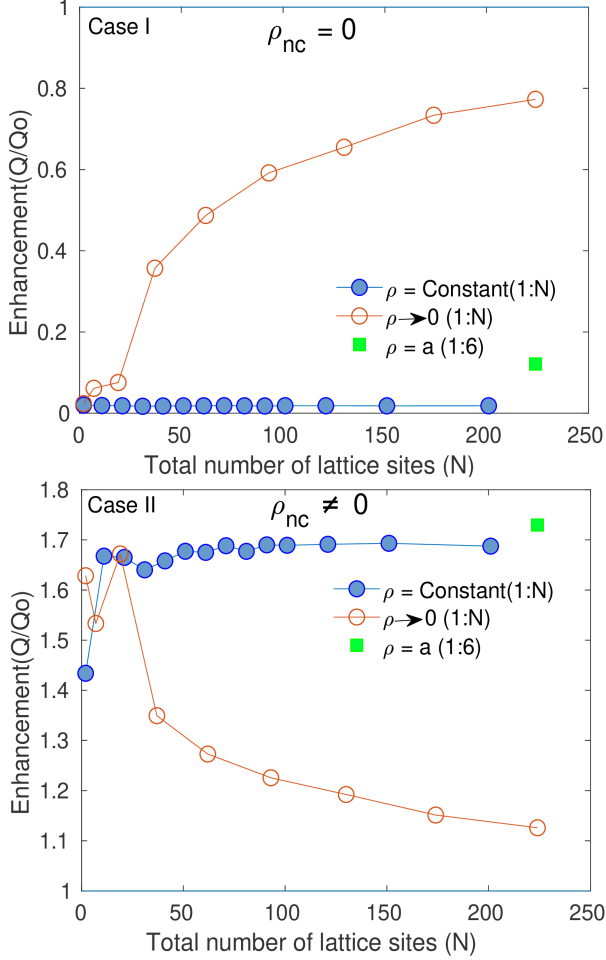 Case I
ρnc = 0
1
0.8
0.6
0.4
0.2
0
Enhancement(Q/Qo)
ρ = Constant(1:N)
ρ→0 (1:N)
ρ = a (1:6)
0 50 100 150 200 250
Total number of lattice sites (N)
Case II
ρnc ≠ 0
1.8
1.7
1.6
1.5
1.4
1.3
1.2
1.1
1
Enhancement(Q/Qo)
ρ = Constant(1:N)
ρ→0 (1:N)
ρ = a (1:6)
0 50 100 150 200 250
Total number of lattice sites (N)